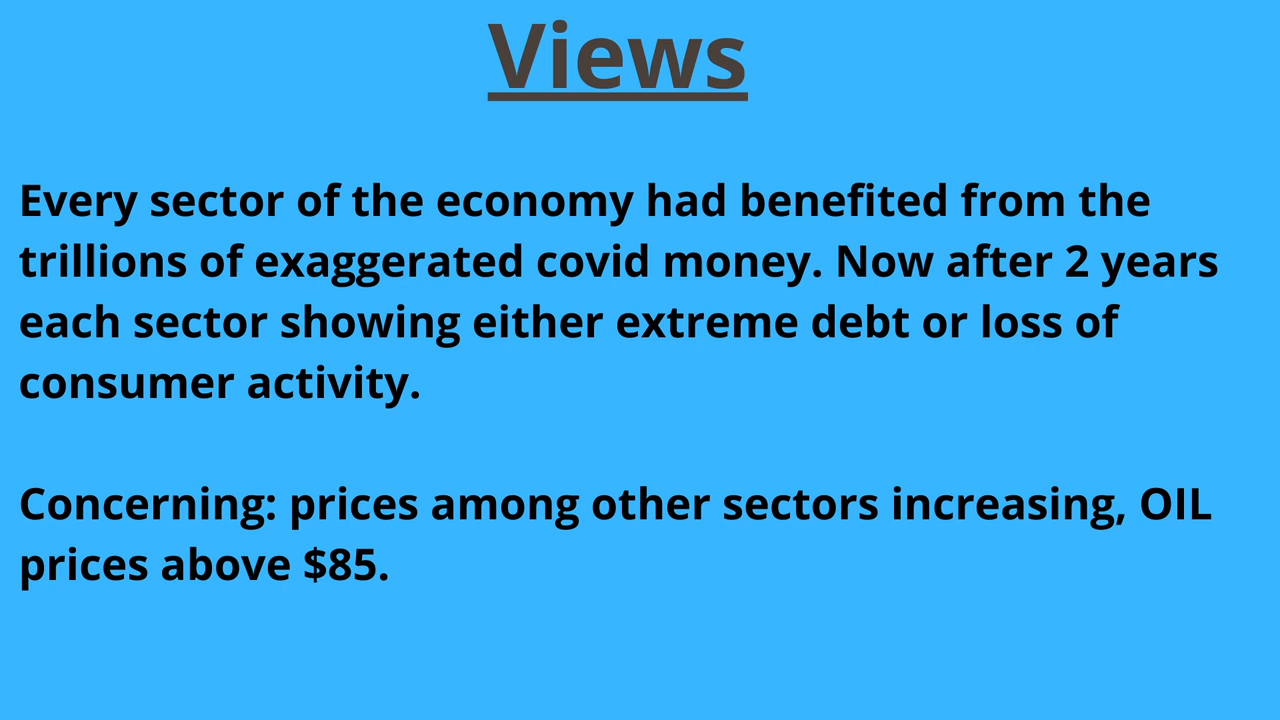 Views
Every sector of the economy had benefited from the
trillions of exaggerated covid money. Now after 2 years
each sector showing either extreme debt or loss of
consumer activity.
Concerning: prices among other sectors increasing, OIL
prices above $85.